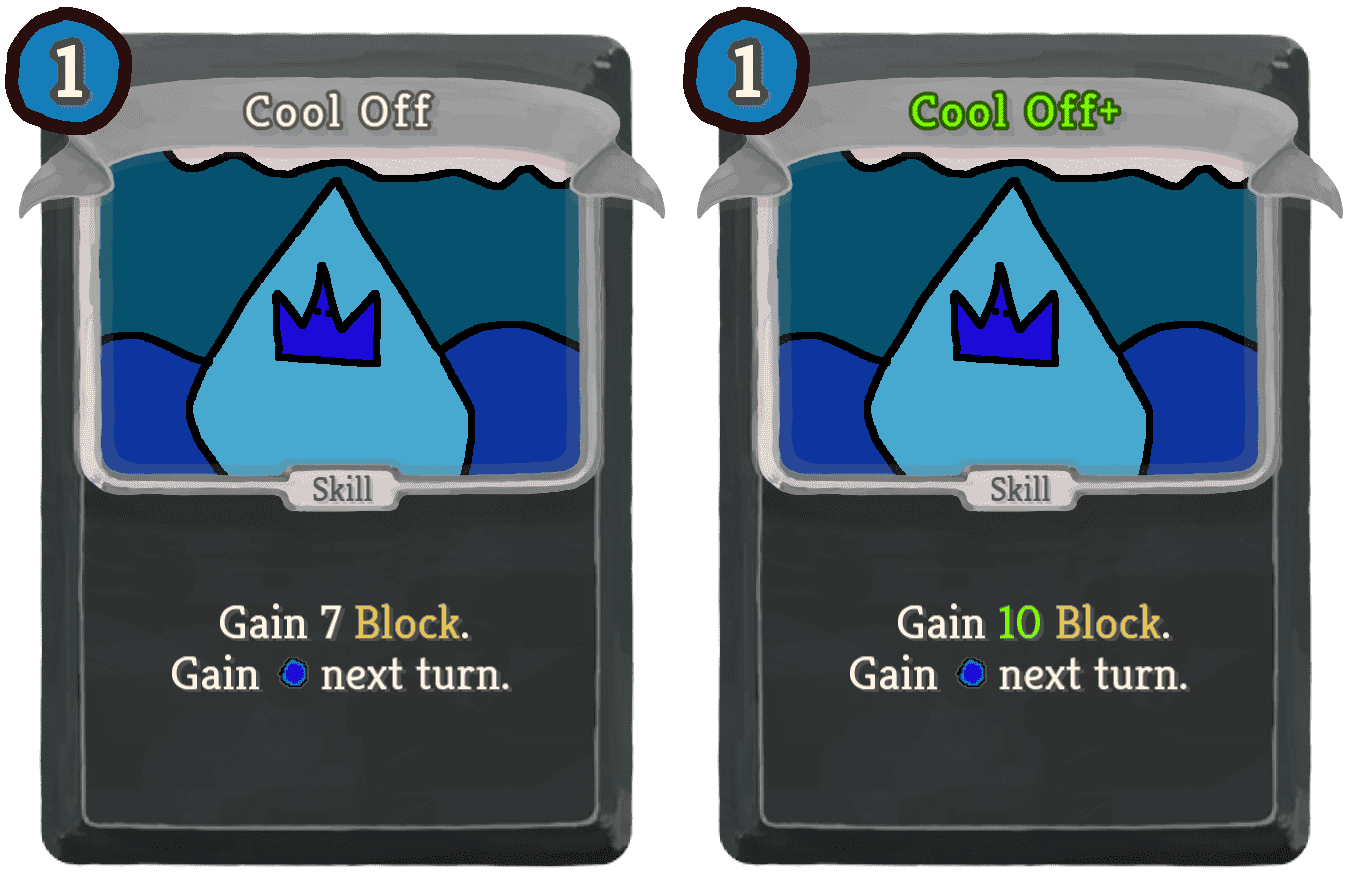 1
Cool Off
Skill
Gain 7 Block.
Gain next turn.
1
Cool Off+
Skill
Gain 10 Block.
Gain next turn.